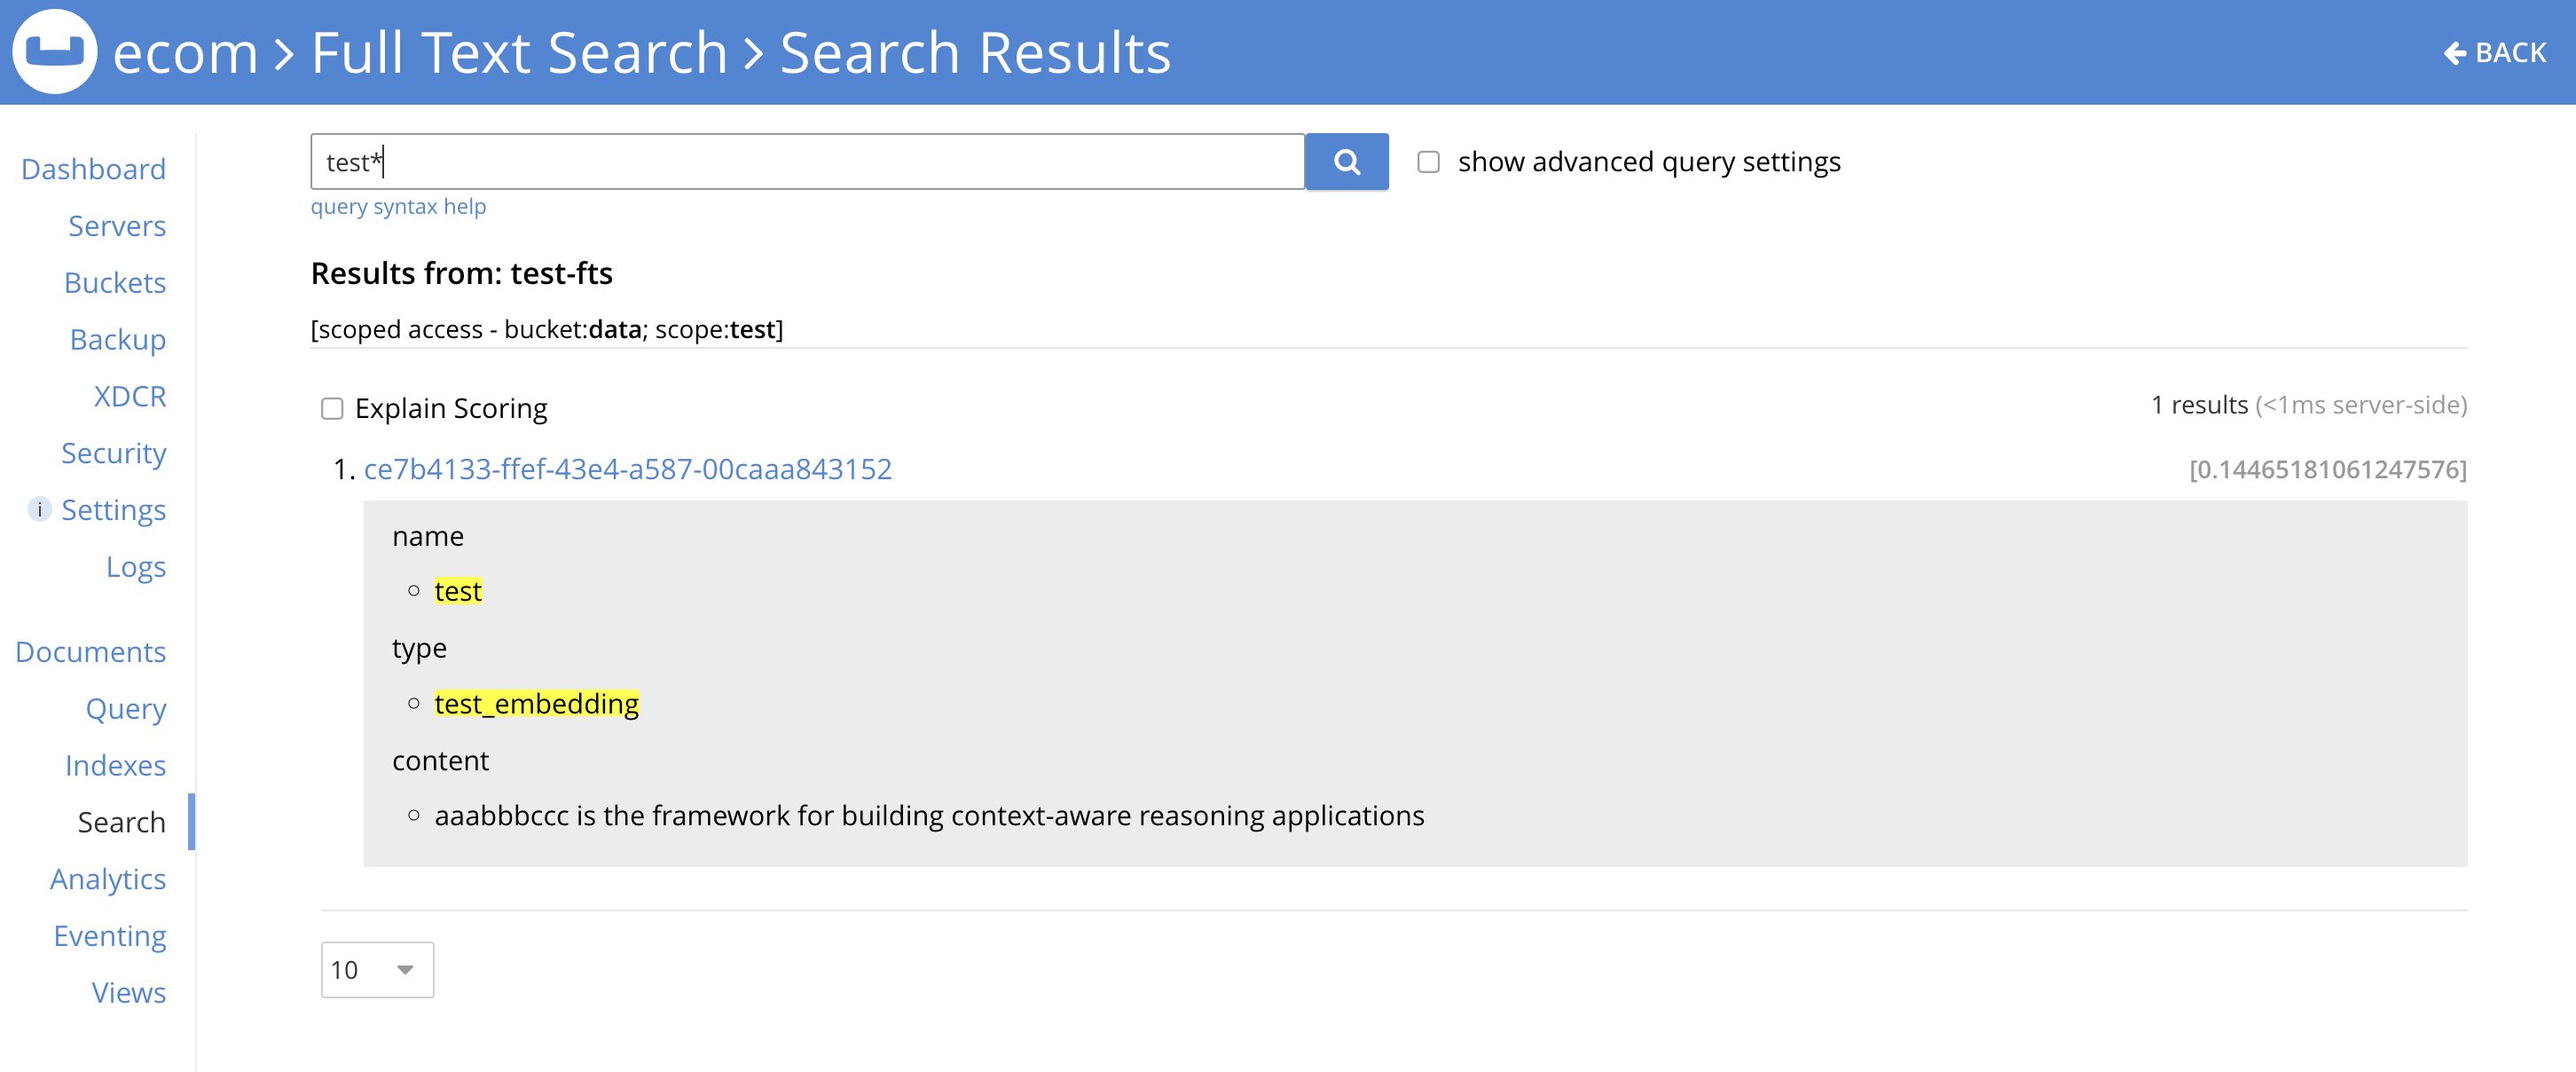 ecom > Full Text Search > Search Results
BACK
Dashboard
Servers
Buckets
Backup
XDCR
Security
i Settings
Logs
Documents
Query
Indexes
Search
Analytics
Eventing
Views
test*
show advanced query settings
query syntax help
Results from: test-fts
[scoped access - bucket:data; scope:test]
Explain Scoring
1 results (<1ms server-side)
1. ce7b4133-ffef-43e4-a587-00caaa843152
[0.14465181061247576]
name
test
type
test_embedding
content
aaabbbccc is the framework for building context-aware reasoning applications
10